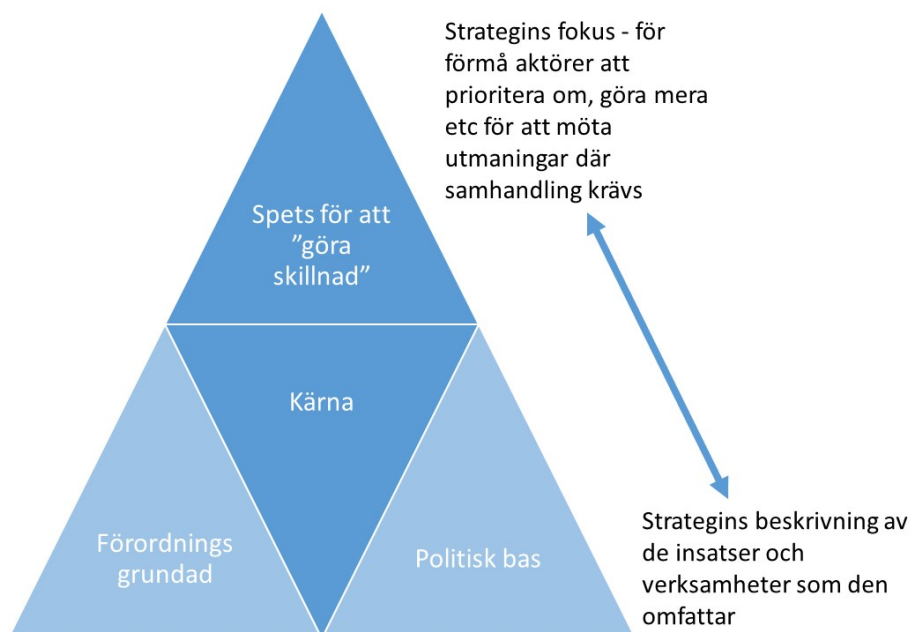 Strategins fokus - för
förmå aktörer att
prioritera om, göra mera
etc för att möta
utmaningar där
samhandling krävs
Spets för att
”göra
skillnad”
Kärna
Förordnings
grundad
Politisk bas
Strategins beskrivning av
de insatser och
verksamheter som den
omfattar